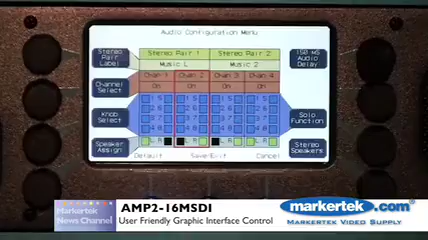 Audio Configuration Menu
Stereo Pair Label
Stereo Pair 1
Stereo Pair 2
150 MS Audio Delay
Music L
Music 2
Channel Select
Chan 1
Chan 2
Chan 3
Chan 4
On
On
On
On
Knob Select
Solo Function
Speaker Assign
L R
L R
L R
L R
Stereo Speakers
Default
Save/Exit
Cancel
Markertek News Channel
AMP2-16MSDI
User Friendly Graphic Interface Control
markertek.com
MARKERTEK VIDEO SUPPLY